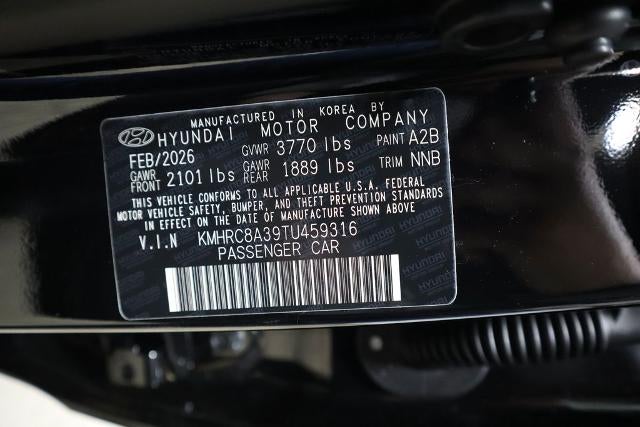 MANUFACTURED IN KOREA BY
HYUNDAI MOTOR COMPANY
FEB/2026 GVWR 3770 lbs PAINT A2B
GAWR FRONT 2101 lbs GAWR REAR 1889 lbs TRIM NNB
THIS VEHICLE CONFORMS TO ALL APPLICABLE U.S.A. FEDERAL
MOTOR VEHICLE SAFETY, BUMPER, AND THEFT PREVENTION STANDARDS
IN EFFECT ON THE DATE OF MANUFACTURE SHOWN ABOVE
V.I.N KMHRC8A39TU459316
PASSENGER CAR